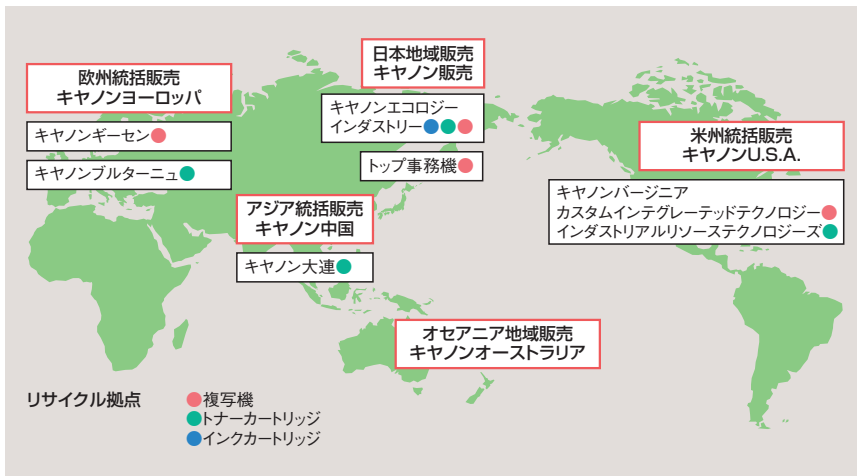 欧州統括販売
キヤノンヨーロッパ
キヤノンギーセン
キヤノンブルターニュ
日本地域販売
キヤノン販売
キヤノンエコロジー
インダストリー
トップ事務機
アジア統括販売
キヤノン中国
キヤノン大連
米州統括販売
キヤノンU.S.A.
キヤノンバージニア
カスタムインテグレーテッドテクノロジー
インダストリアルリソーステクノロジーズ
オセアニア地域販売
キヤノンオーストラリア
リサイクル拠点
複写機
トナーカートリッジ
インクカートリッジ